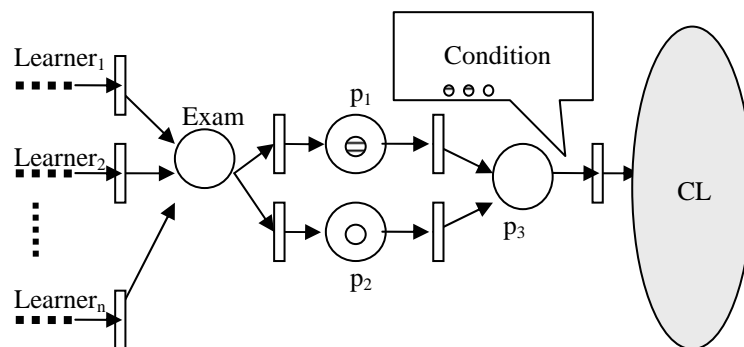 Learner1
Condition
p1
Exam
Learner2
CL
p3
p2
Learnern